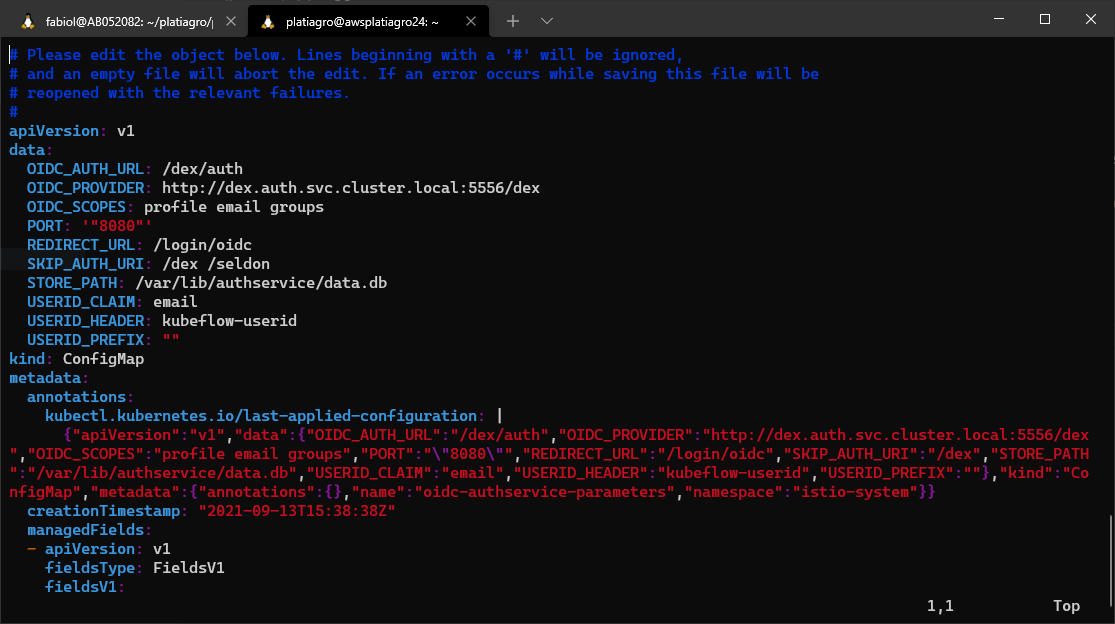 fabiol@AB052082: ~/platiagro/p
platiagro@awsplatiagro24: ~
# Please edit the object below. Lines beginning with a '#' will be ignored,
# and an empty file will abort the edit. If an error occurs while saving this file will be
# reopened with the relevant failures.
#
apiVersion: v1
data:
  OIDC_AUTH_URL: /dex/auth
  OIDC_PROVIDER: http://dex.auth.svc.cluster.local:5556/dex
  OIDC_SCOPES: profile email groups
  PORT: '"8080"'
  REDIRECT_URL: /login/oidc
  SKIP_AUTH_URI: /dex /seldon
  STORE_PATH: /var/lib/authservice/data.db
  USERID_CLAIM: email
  USERID_HEADER: kubeflow-userid
  USERID_PREFIX: ""
kind: ConfigMap
metadata:
  annotations:
    kubectl.kubernetes.io/last-applied-configuration: |
      {"apiVersion":"v1","data":{"OIDC_AUTH_URL":"/dex/auth","OIDC_PROVIDER":"http://dex.auth.svc.cluster.local:5556/dex
","OIDC_SCOPES":"profile email groups","PORT":"\"8080\"","REDIRECT_URL":"/login/oidc","SKIP_AUTH_URI":"/dex","STORE_PATH
":"/var/lib/authservice/data.db","USERID_CLAIM":"email","USERID_HEADER":"kubeflow-userid","USERID_PREFIX":""},"kind":"Co
nfigMap","metadata":{"annotations":{},"name":"oidc-authservice-parameters","namespace":"istio-system"}}
  creationTimestamp: "2021-09-13T15:38:38Z"
  managedFields:
  - apiVersion: v1
    fieldsType: FieldsV1
    fieldsV1:
1,1 Top